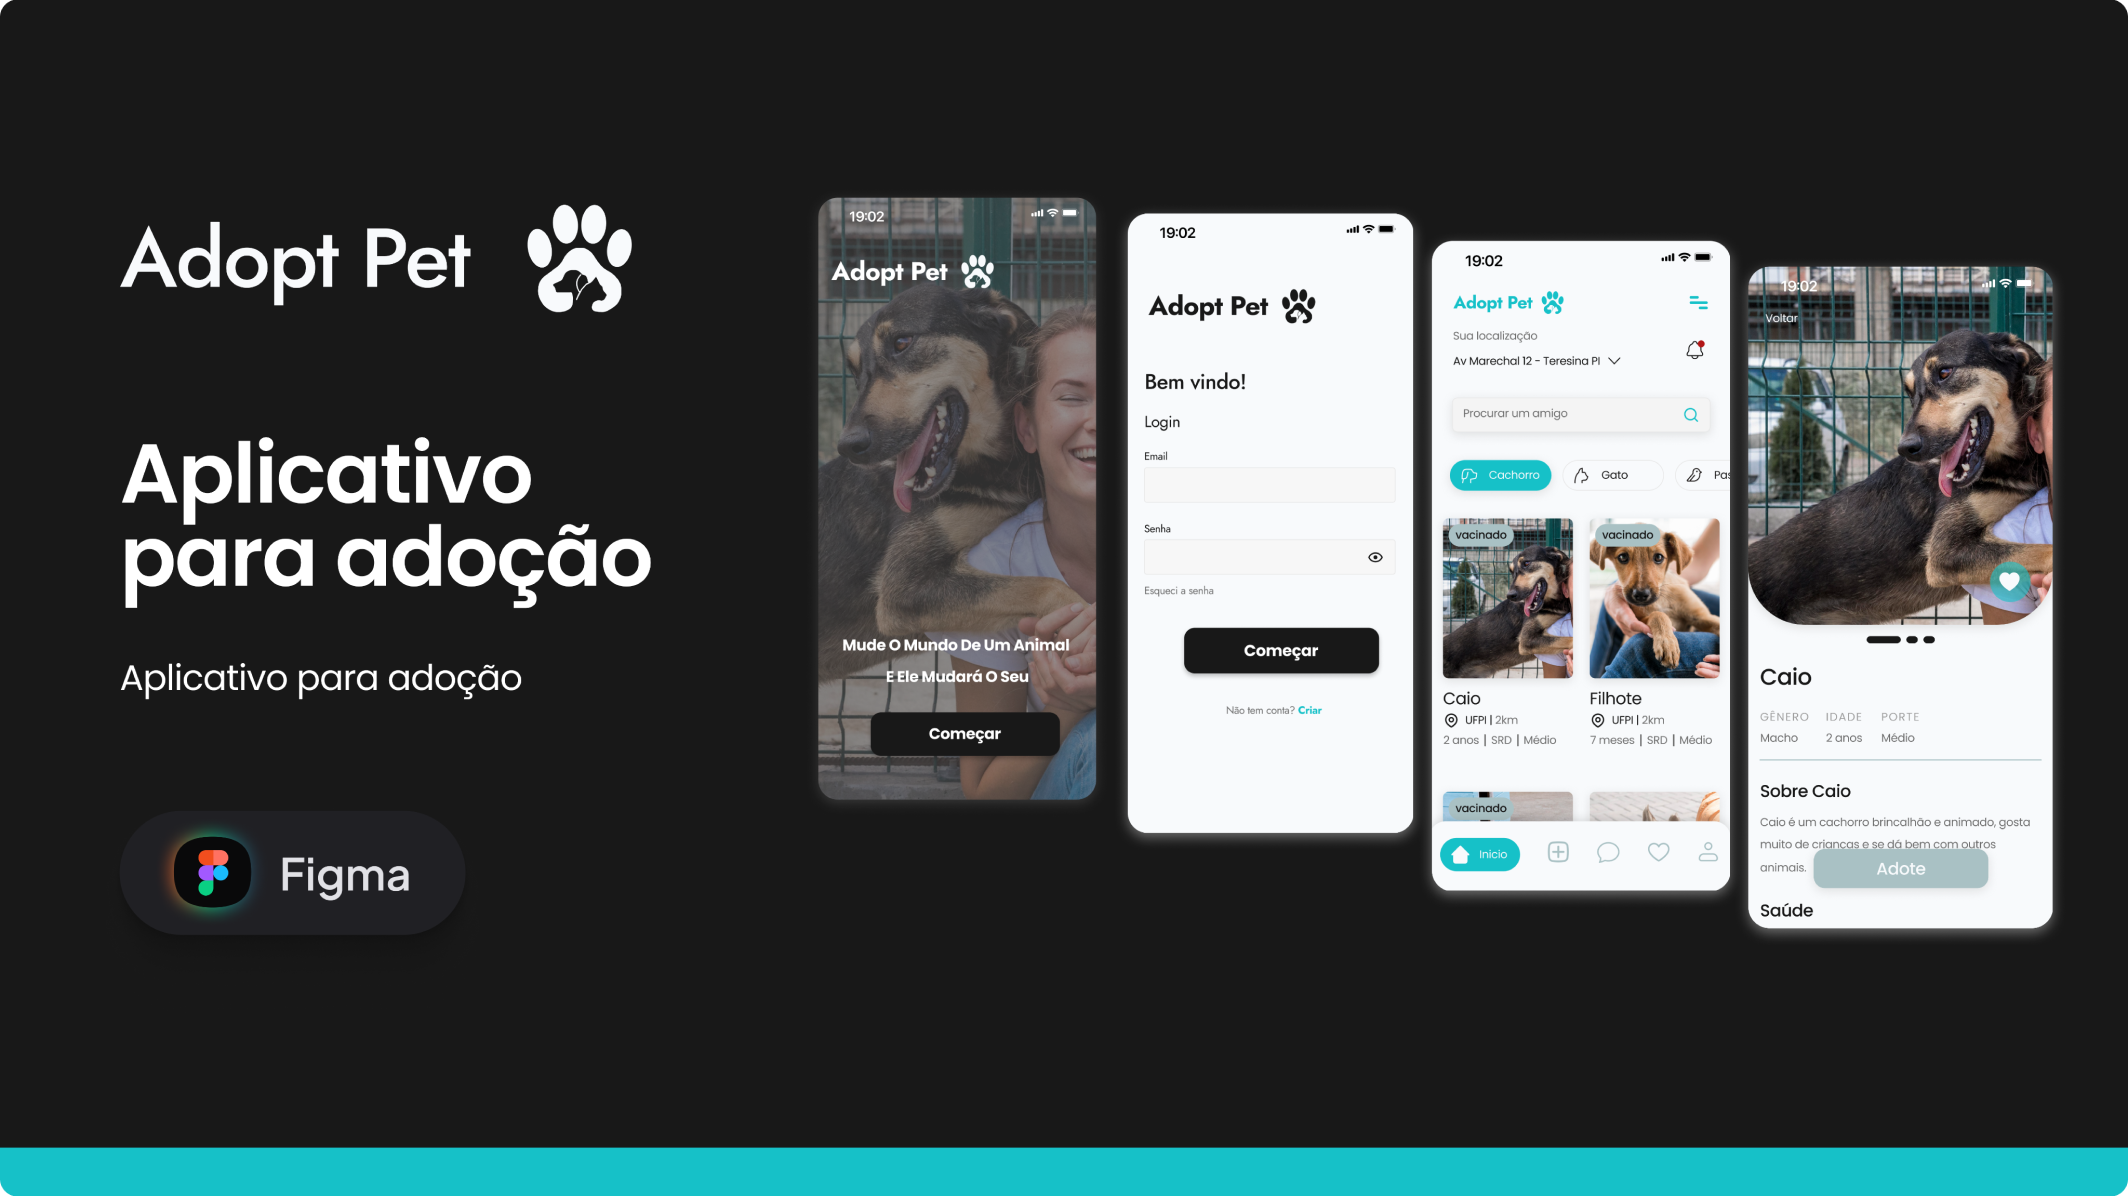 Adopt Pet
Aplicativo
para adoção
Aplicativo para adoção
Figma
19:02
Adopt Pet
Mude O Mundo De Um Animal
E Ele Mudará O Seu
Começar
19:02
Adopt Pet
Bem vindo!
Login
Email
Senha
Esqueci a senha
Começar
Não tem conta? Criar
19:02
Adopt Pet
Sua localização
Av Marechal 12 - Teresina PI
Procurar um amigo
Cachorro
Gato
Pas
vacinado
vacinado
Caio
UFPI | 2km
2 anos | SRD | Médio
Filhote
UFPI | 2km
7 meses | SRD | Médio
vacinado
Inicio
19:02
Voltar
Caio
GÊNERO IDADE PORTE
Macho 2 anos Médio
Sobre Caio
Caio é um cachorro brincalhão e animado, gosta
muito de crianças e se dá bem com outros
animais.
Adote
Saúde